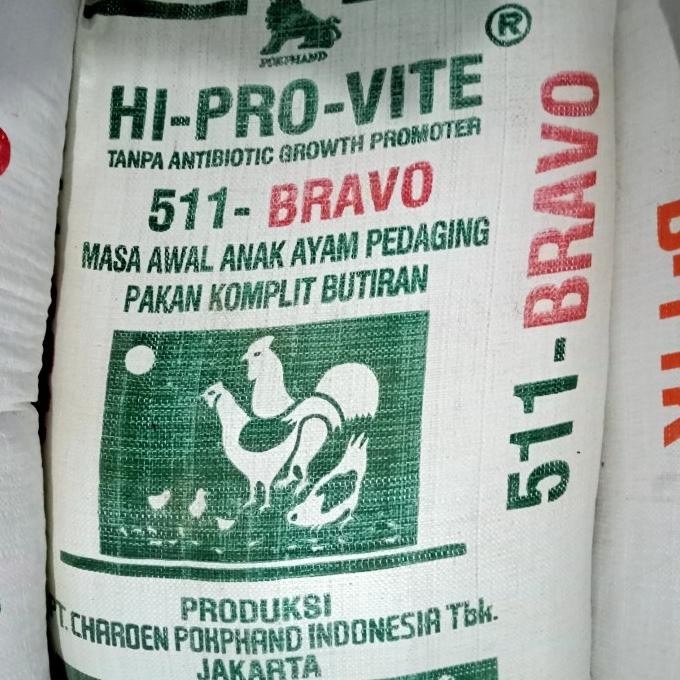 POKPHAND
®
HI-PRO-VITE
TANPA ANTIBIOTIC GROWTH PROMOTER
511- BRAVO
MASA AWAL ANAK AYAM PEDAGING
PAKAN KOMPLIT BUTIRAN
511-BRAVO
PRODUKSI
PT. CHAROEN POKPHAND INDONESIA Tbk.
JAKARTA